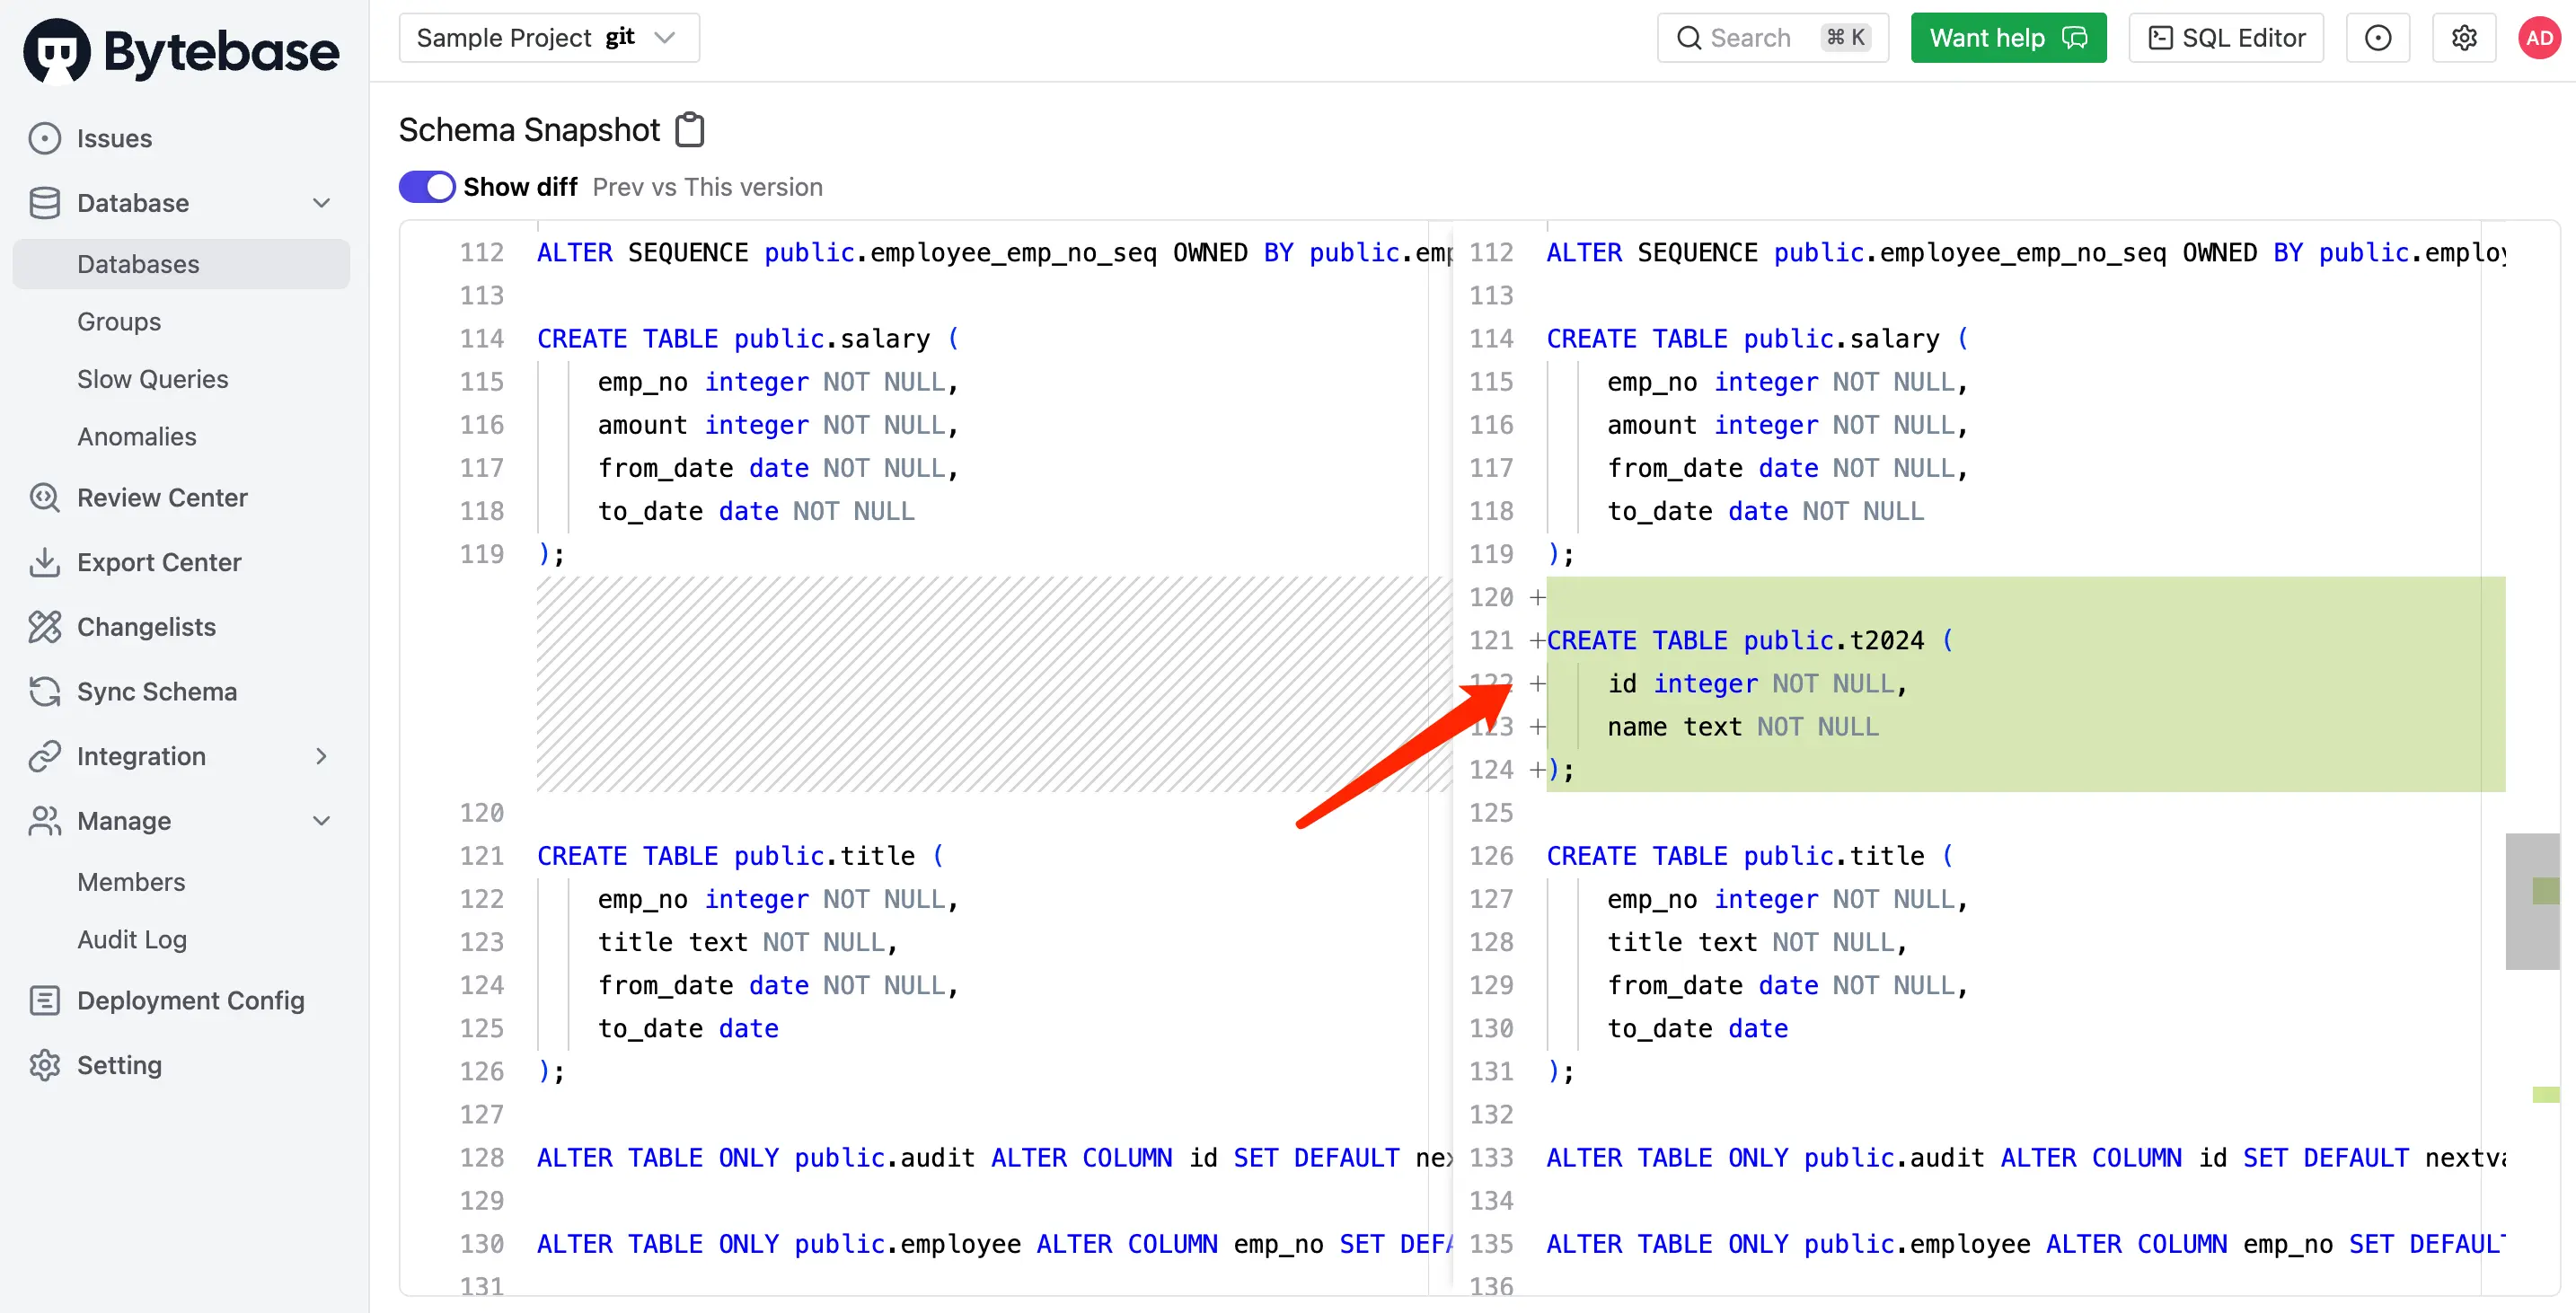 Bytebase
Sample Project git
Search ⌘ K
Want help
SQL Editor
AD
Issues
Database
Databases
Groups
Slow Queries
Anomalies
Review Center
Export Center
Changelists
Sync Schema
Integration
Manage
Members
Audit Log
Deployment Config
Setting
Schema Snapshot
Show diff Prev vs This version
112 ALTER SEQUENCE public.employee_emp_no_seq OWNED BY public.emp
113
114 CREATE TABLE public.salary (
115 emp_no integer NOT NULL,
116 amount integer NOT NULL,
117 from_date date NOT NULL,
118 to_date date NOT NULL
119 );
120
121 CREATE TABLE public.title (
122 emp_no integer NOT NULL,
123 title text NOT NULL,
124 from_date date NOT NULL,
125 to_date date
126 );
127
128 ALTER TABLE ONLY public.audit ALTER COLUMN id SET DEFAULT nex
129
130 ALTER TABLE ONLY public.employee ALTER COLUMN emp_no SET DEFA
131
112 ALTER SEQUENCE public.employee_emp_no_seq OWNED BY public.employ
113
114 CREATE TABLE public.salary (
115 emp_no integer NOT NULL,
116 amount integer NOT NULL,
117 from_date date NOT NULL,
118 to_date date NOT NULL
119 );
120 +
121 +CREATE TABLE public.t2024 (
122 + id integer NOT NULL,
123 + name text NOT NULL
124 +);
125
126 CREATE TABLE public.title (
127 emp_no integer NOT NULL,
128 title text NOT NULL,
129 from_date date NOT NULL,
130 to_date date
131 );
132
133 ALTER TABLE ONLY public.audit ALTER COLUMN id SET DEFAULT nextva
134
135 ALTER TABLE ONLY public.employee ALTER COLUMN emp_no SET DEFAULT
136